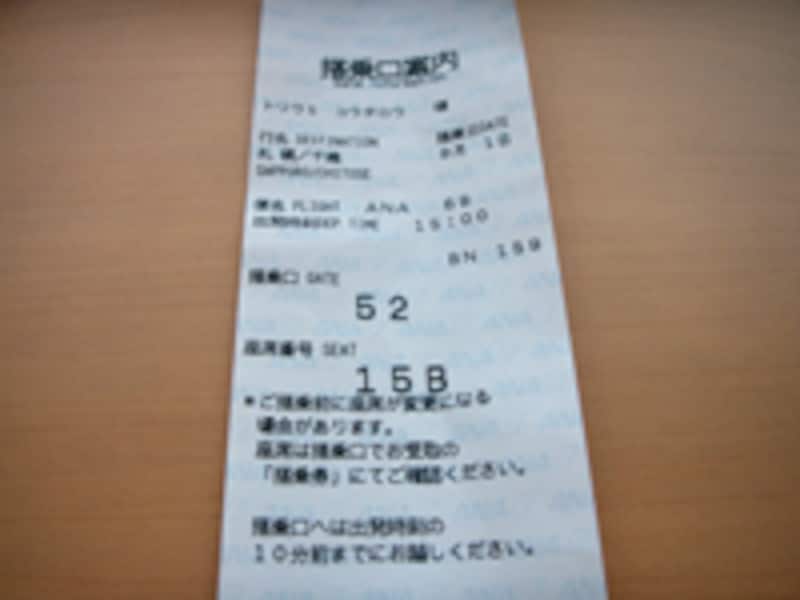 搭乗口案内
トリウミ コウチロウ 様
行先 DESTINATION 搭乗日DATE
札幌/千歳 月 1日
SAPPORO/CHITOSE
便名 FLIGHT ANA 69
出発時刻DEP TIME 15:00
BN 199
搭乗口 GATE
52
座席番号 SEAT
15B
*ご搭乗前に座席が変更になる
場合があります。
座席は搭乗口でお受取の
「搭乗券」にてご確認ください。
搭乗口へは出発時刻の
10分前までにお越しください。